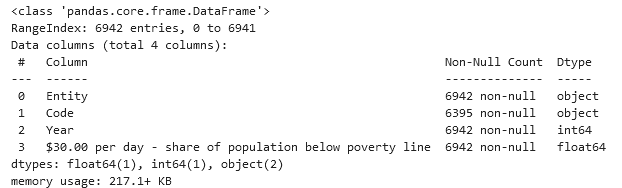 <class 'pandas.core.frame.DataFrame'>
RangeIndex: 6942 entries, 0 to 6941
Data columns (total 4 columns):
 #   Column                                                Non-Null Count  Dtype
---  ------                                                --------------  -----
 0   Entity                                                6942 non-null   object
 1   Code                                                  6395 non-null   object
 2   Year                                                  6942 non-null   int64
 3   $30.00 per day - share of population below poverty line  6942 non-null   float64
dtypes: float64(1), int64(1), object(2)
memory usage: 217.1+ KB